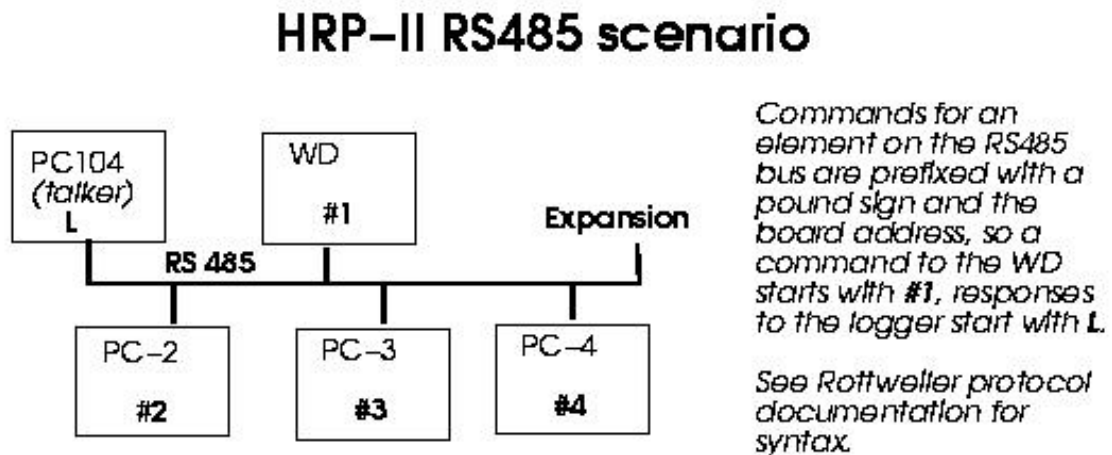 HRP-II RS485 scenario
PC104
(talker)
L
WD
#1
Expansion
RS 485
PC-2
#2
PC-3
#3
PC-4
#4
Commands for an
element on the RS485
bus are prefixed with a
pound sign and the
board address, so a
command to the WD
starts with #1, responses
to the logger start with L.
See Rottweiler protocol
documentation for
syntax.